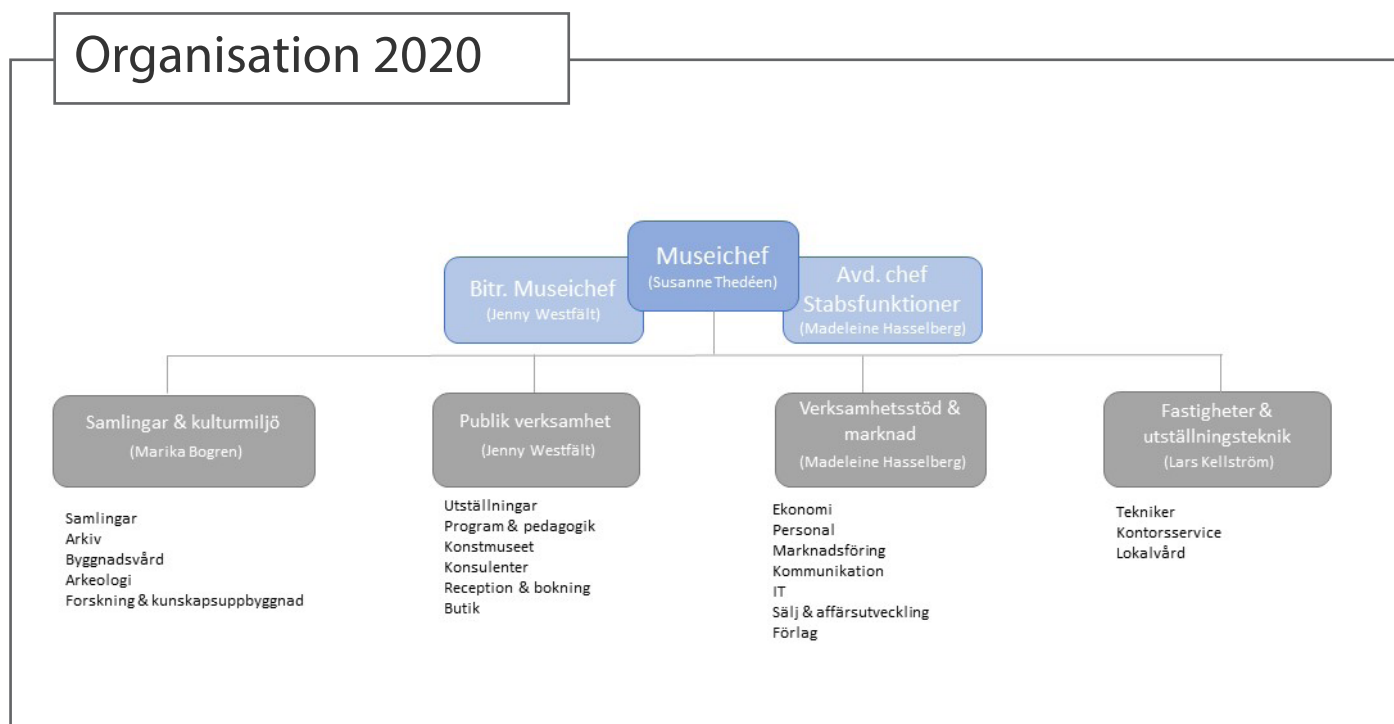 Organisation 2020
Museichef
(Susanne Thedéen)
Bitr. Museichef
(Jenny Westfält)
Avd. chef
Stabsfunktioner
(Madeleine Hasselberg)
Samlingar & kulturmiljö
(Marika Bogren)
Samlingar
Arkiv
Byggnadsvård
Arkeologi
Forskning & kunskapsuppbyggnad
Publik verksamhet
(Jenny Westfält)
Utställningar
Program & pedagogik
Konstmuseet
Konsulenter
Reception & bokning
Butik
Verksamhetsstöd &
marknad
(Madeleine Hasselberg)
Ekonomi
Personal
Marknadsföring
Kommunikation
IT
Sälj & affärsutveckling
Förlag
Fastigheter &
utställningsteknik
(Lars Kellström)
Tekniker
Kontorsservice
Lokalvård